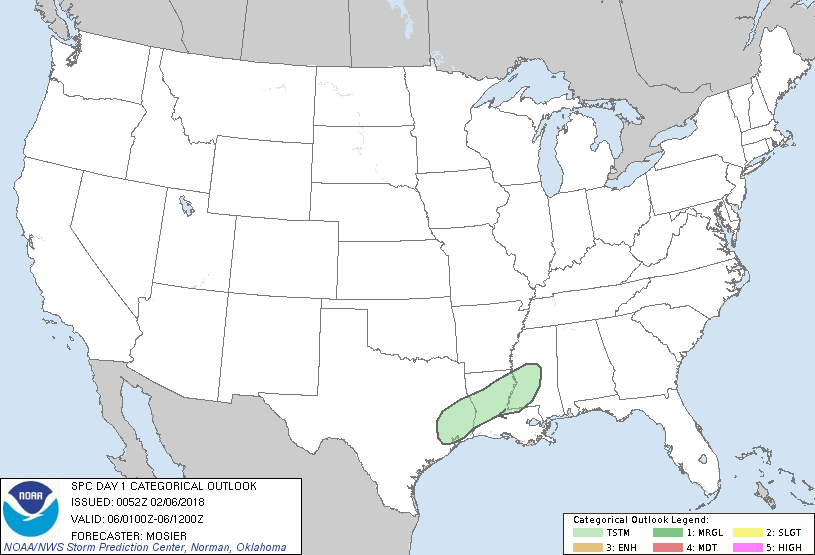 NOAA
SPC DAY 1 CATEGORICAL OUTLOOK
ISSUED: 0052Z 02/06/2018
VALID: 06/0100Z-06/1200Z
FORECASTER: MOSIER
NOAA/NWS Storm Prediction Center, Norman, Oklahoma
Categorical Outlook Legend:
TSTM 1: MRGL 2: SLGT
3: ENH 4: MDT 5: HIGH